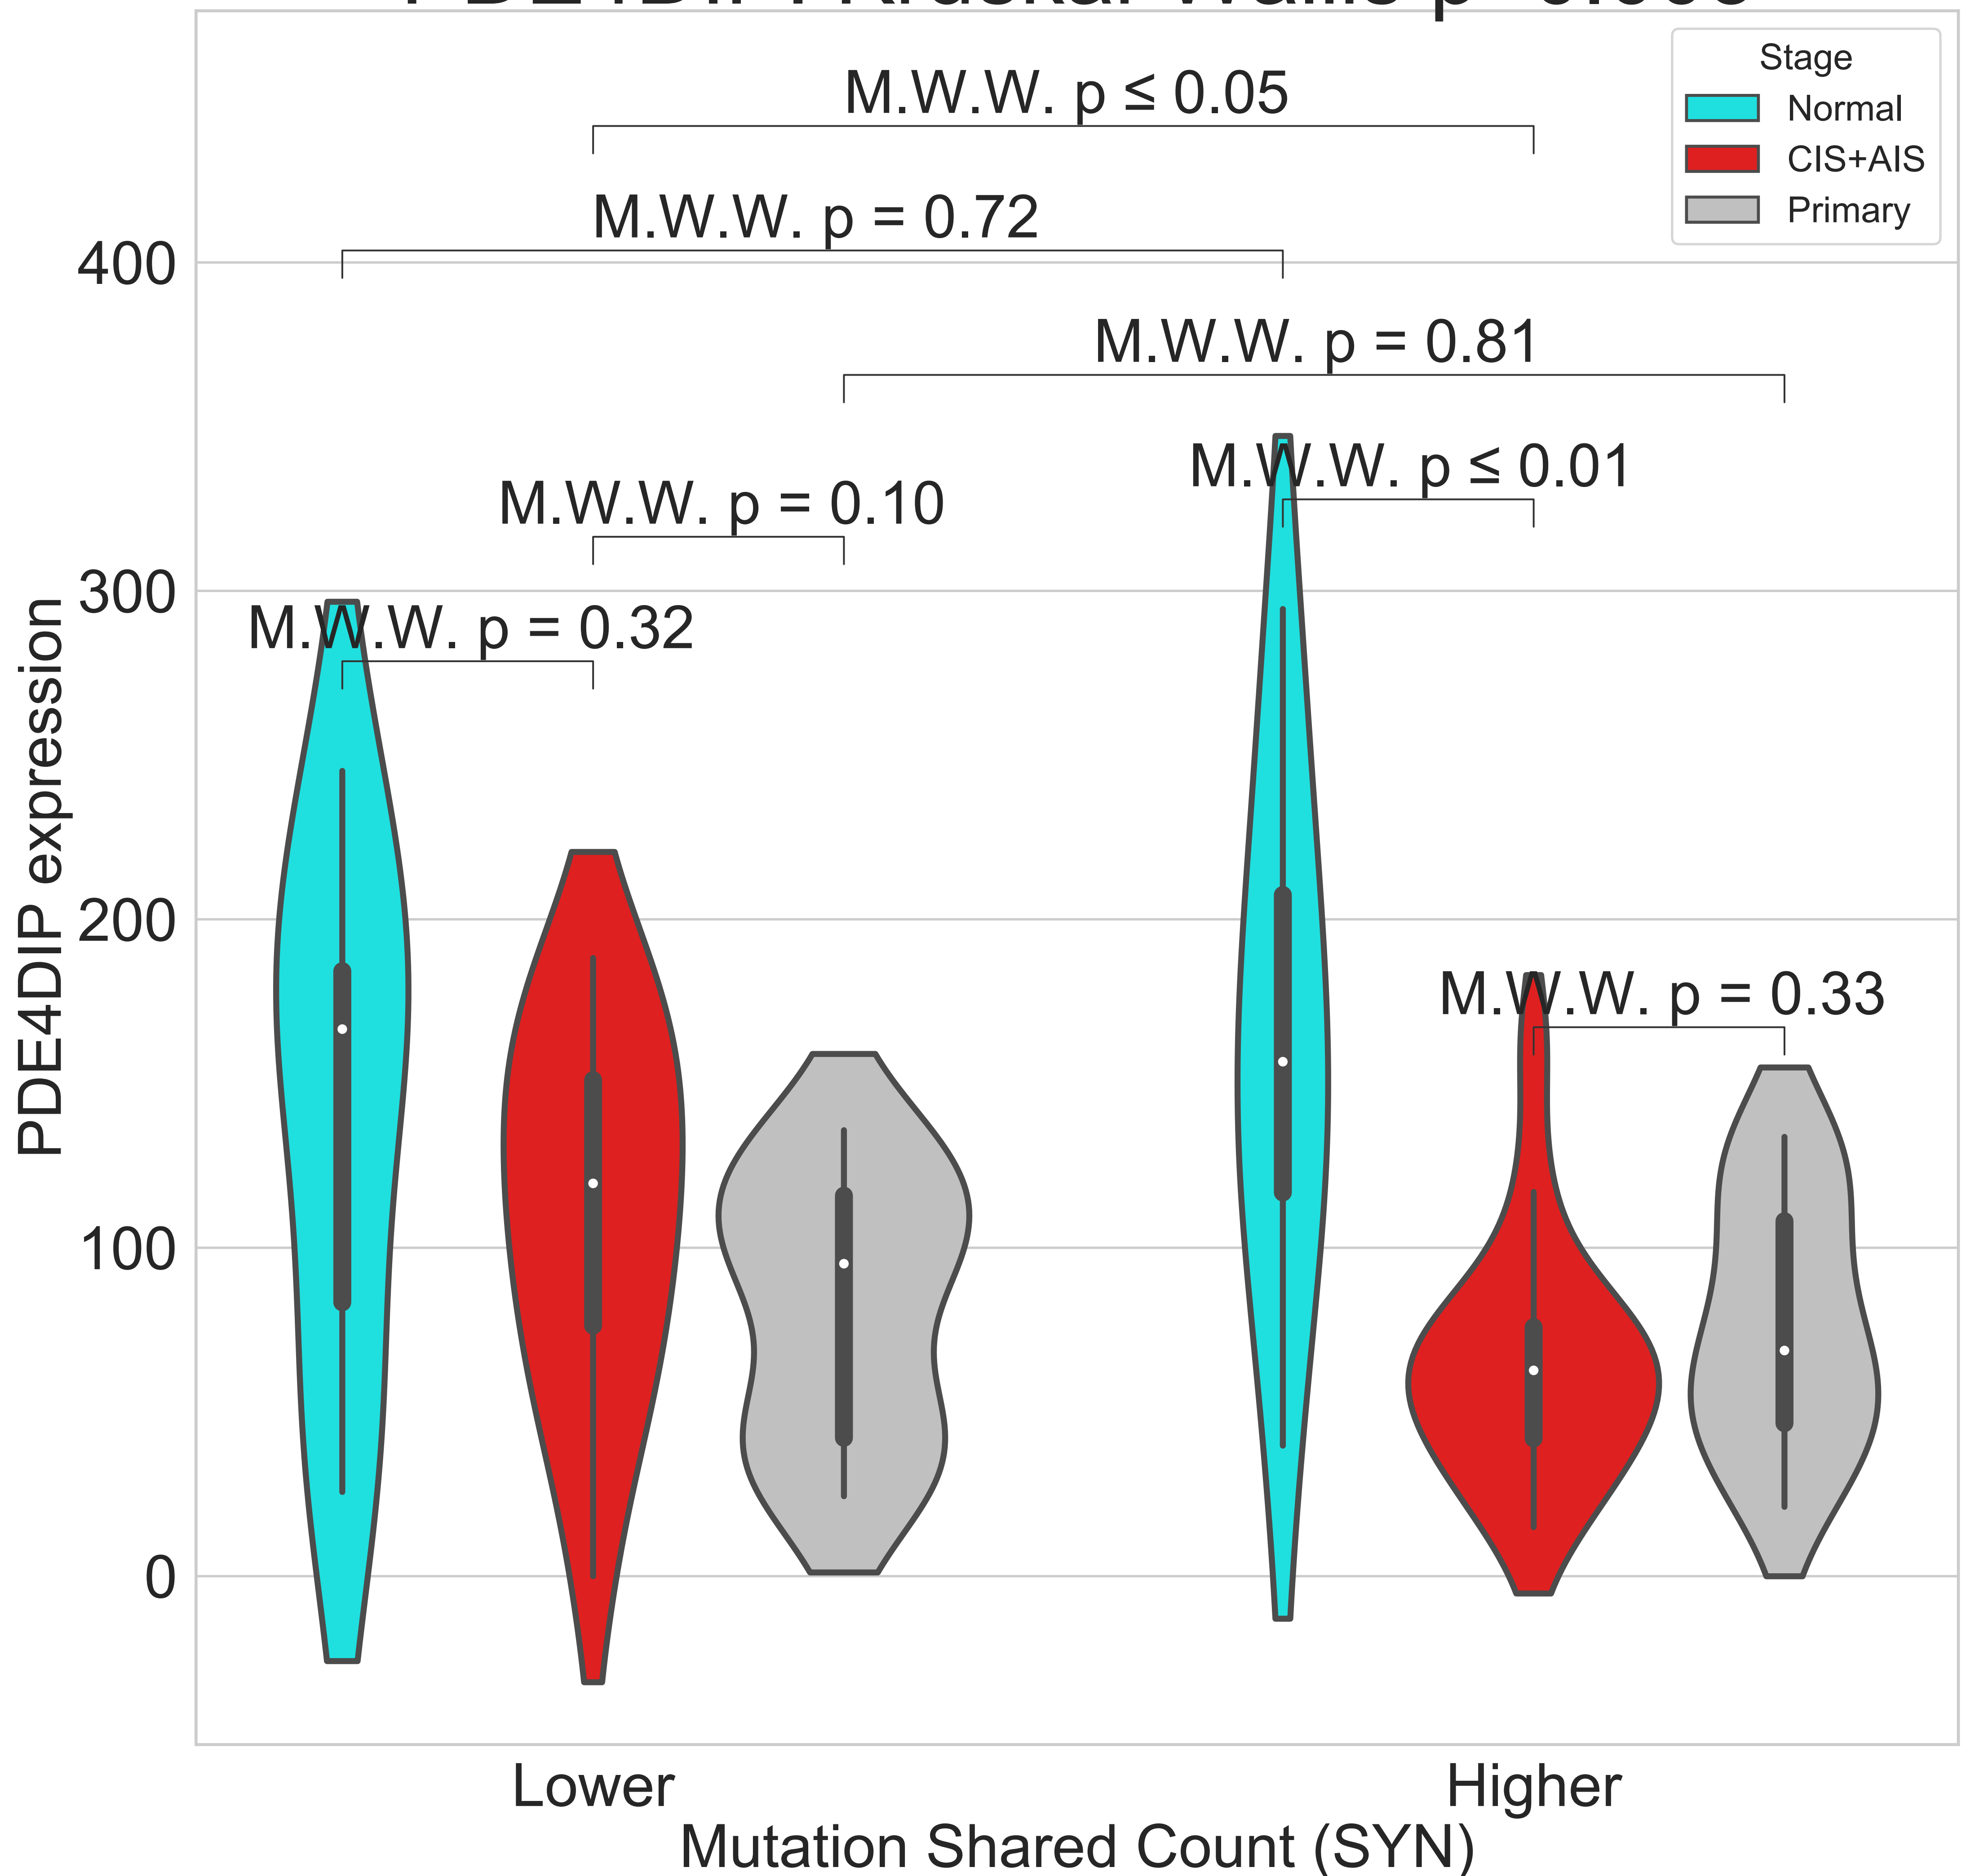 Stage
Normal
CIS+AIS
Primary
M.W.W. p ≤ 0.05
M.W.W. p = 0.72
M.W.W. p = 0.81
M.W.W. p ≤ 0.01
M.W.W. p = 0.10
M.W.W. p = 0.32
M.W.W. p = 0.33
PDE4DIP expression
400
300
200
100
0
Lower
Higher
Mutation Shared Count (SYN)